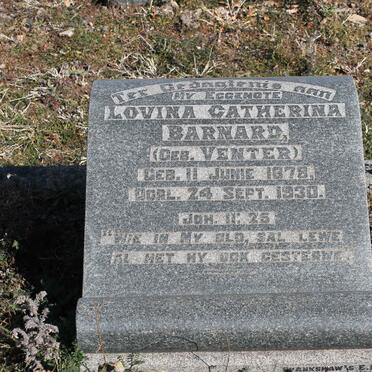 TER GEDAGTENIS AAN
MY EGGENOTE
LOVINA CATHERINA
BARNARD,
(GEB. VENTER)
GEB. 11 JUNIE 1878,
OORL. 24 SEPT. 1930.
JOH. 11. 25
"WIE IN MY GLO, SAL LEWE
AL HET HY OOK GESTERWE.
CRANKSHAW'S E.L.